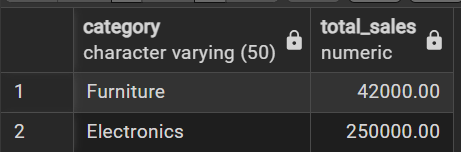 category total_sales
character varying (50) numeric
1 Furniture 42000.00
2 Electronics 250000.00